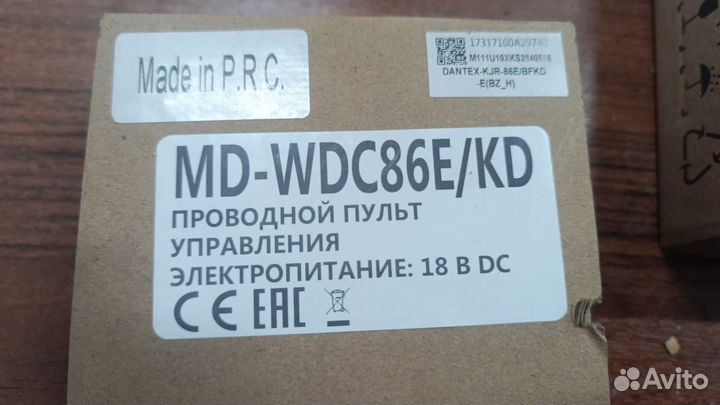 Made in P.R.C.
17317100A29743
M111U10XKS2840515
DANTEX-KJR-86E/BFKD
-E(BZ_H)
MD-WDC86E/KD
ПРОВОДНОЙ ПУЛЬТ
УПРАВЛЕНИЯ
ЭЛЕКТРОПИТАНИЕ: 18 В DC
CE EAC
Avito